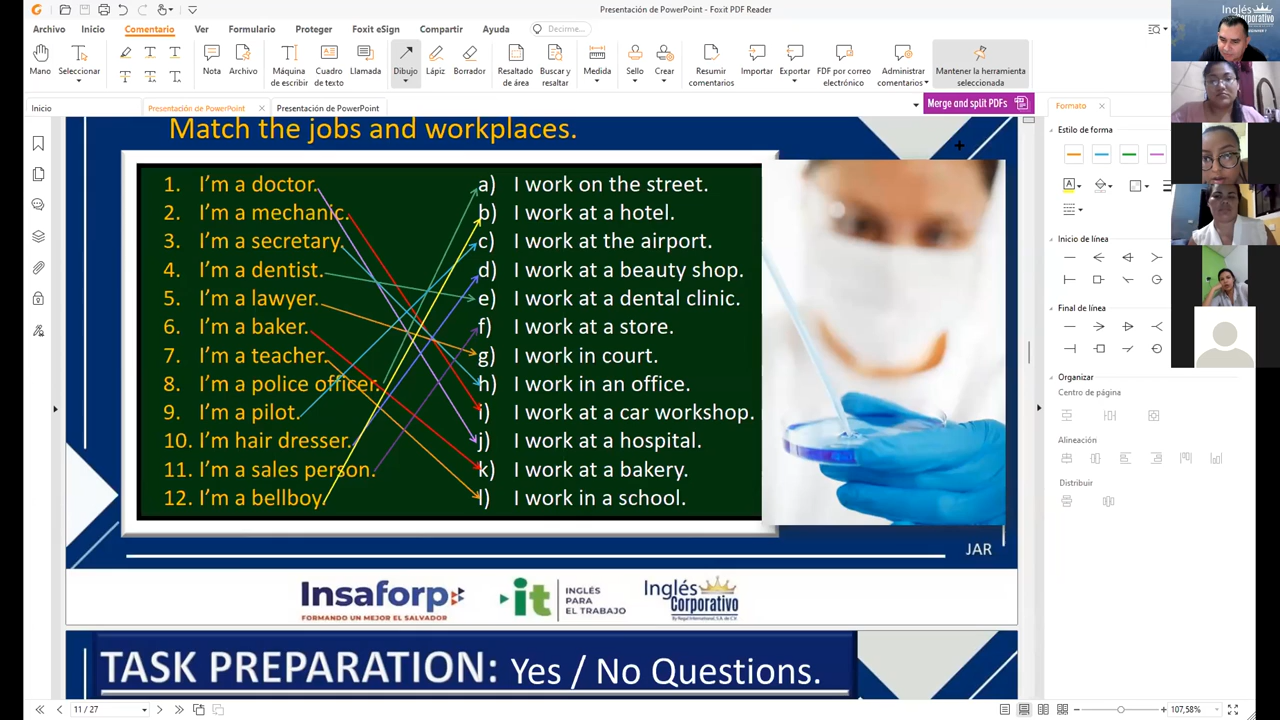 Presentación de PowerPoint - Foxit PDF Reader
Archivo Inicio Comentario Ver Formulario Proteger Foxit eSign Compartir Ayuda Decirme...
Mano
Seleccionar
Nota
Archivo
Máquina de escribir
Cuadro de texto
Llamada
Dibujo
Lápiz
Borrador
Resaltado de área
Buscar y resaltar
Medida
Sello
Crear
Resumir comentarios
Importar
Exportar
FDF por correo electrónico
Administrar comentarios
Mantener la herramienta seleccionada
Inicio
Presentación de PowerPoint
Presentación de PowerPoint
Merge and split PDFs
Match the jobs and workplaces.
1. I'm a doctor.
2. I'm a mechanic.
3. I'm a secretary.
4. I'm a dentist.
5. I'm a lawyer.
6. I'm a baker.
7. I'm a teacher.
8. I'm a police officer.
9. I'm a pilot.
10. I'm hair dresser.
11. I'm a sales person.
12. I'm a bellboy.
a) I work on the street.
b) I work at a hotel.
c) I work at the airport.
d) I work at a beauty shop.
e) I work at a dental clinic.
f) I work at a store.
g) I work in court.
h) I work in an office.
i) I work at a car workshop.
j) I work at a hospital.
k) I work at a bakery.
l) I work in a school.
JAR
Insaforp
FORMANDO UN MEJOR EL SALVADOR
it
INGLÉS
PARA
EL TRABAJO
Inglés
Corporativo
TASK PREPARATION: Yes / No Questions.
Formato
Estilo de forma
Inicio de línea
Final de línea
Organizar
Centro de página
Alineación
Distribuir
Inglés
Corporativo
11 / 27
107,58%